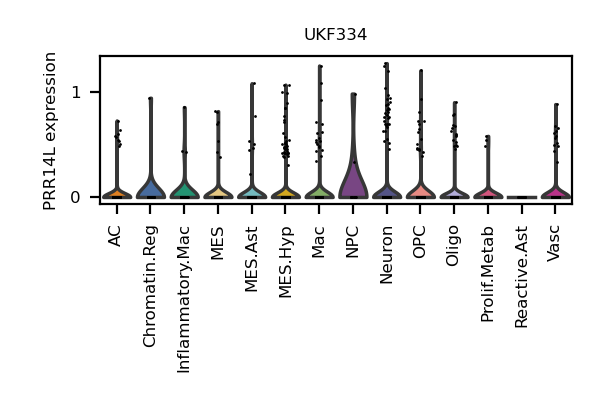 UKF334
PRR14L expression
1
0
AC
Chromatin.Reg
Inflammatory.Mac
MES
MES.Ast
MES.Hyp
Mac
NPC
Neuron
OPC
Oligo
Prolif.Metab
Reactive.Ast
Vasc